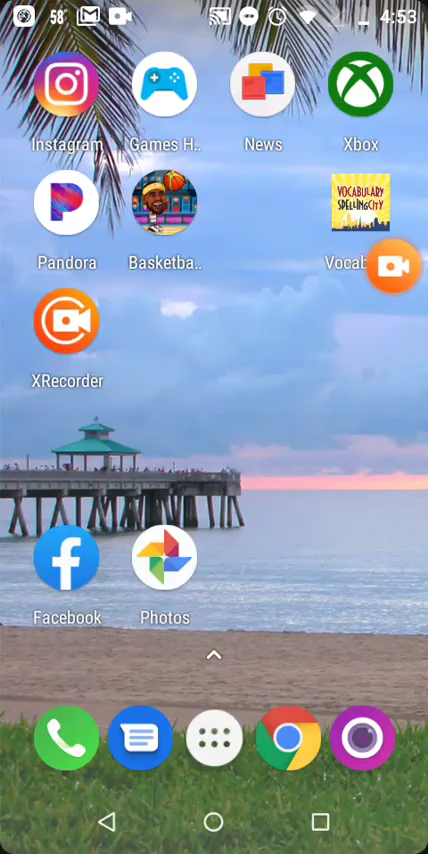 58°
4:53
Instagram
Games H..
News
Xbox
VOCABULARY
SPELLINGCITY
Pandora
Basketba..
Vocab
XRecorder
Facebook
Photos